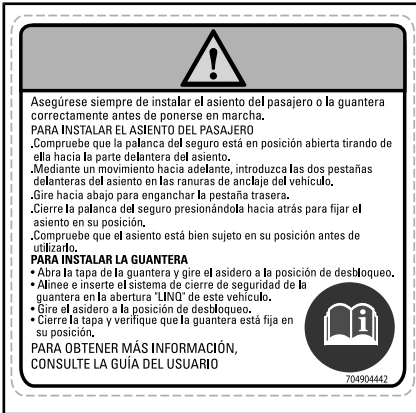 Asegúrese siempre de instalar el asiento del pasajero o la guantera
correctamente antes de ponerse en marcha.
PARA INSTALAR EL ASIENTO DEL PASAJERO
.Compruebe que la palanca del seguro está en posición abierta tirando de
ella hacia la parte delantera del asiento.
.Mediante un movimiento hacia adelante, introduzca las dos pestañas
delanteras del asiento en las ranuras de anclaje del vehículo.
.Gire hacia abajo para enganchar la pestaña trasera.
.Cierre la palanca del seguro presionándola hacia atrás para fijar el
asiento en su posición.
.Compruebe que el asiento está bien sujeto en su posición antes de
utilizarlo.
PARA INSTALAR LA GUANTERA
• Abra la tapa de la guantera y gire el asidero a la posición de desbloqueo.
• Alinee e inserte el sistema de cierre de seguridad de la
guantera en la abertura "LINQ" de este vehículo.
• Gire el asidero a la posición de desbloqueo.
• Cierre la tapa y verifique que la guantera está fija en
su posición.
PARA OBTENER MÁS INFORMACIÓN,
CONSULTE LA GUÍA DEL USUARIO
704904442